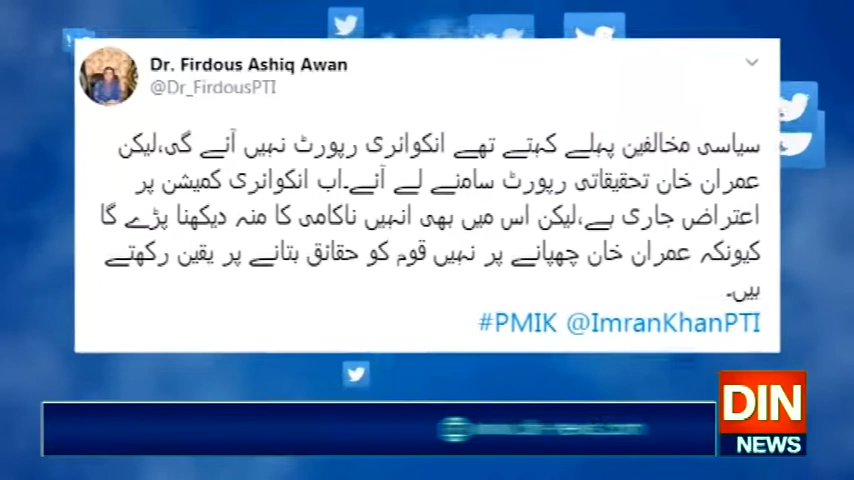 Dr. Firdous Ashiq Awan
@Dr_FirdousPTI
سیاسی مخالفین پہلے کہتے تھے انکوائری رپورٹ نہیں آئے گی،لیکن
عمران خان تحقیقاتی رپورٹ سامنے لے آئے۔اب انکوائری کمیشن پر
اعتراض جاری ہے،لیکن اس میں بھی انہیں ناکامی کا منہ دیکھنا پڑے گا
کیونکہ عمران خان چھپانے پر نہیں قوم کو حقائق بتانے پر یقین رکھتے
ہیں۔
#PMIK @ImranKhanPTI
DIN
NEWS